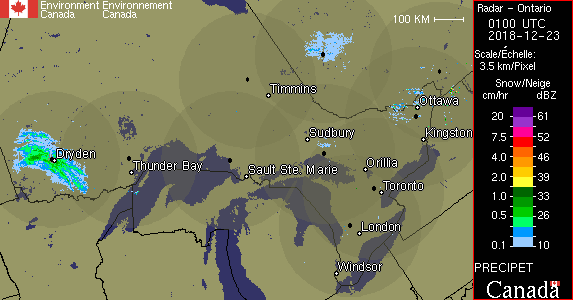 Environment Environnement
Canada Canada
100 KM
Timmins
Ottawa
Sudbury
Kingston
Dryden
Thunder Bay
Sault Ste. Marie
Orillia
Toronto
London
Windsor
Radar - Ontario
0100 UTC
2018-12-23
Scale/Échelle:
3.5 km/Pixel
Snow/Neige
cm/hr dBZ
20 61
7.5 52
4.0 46
2.0 39
1.0 33
0.5 26
0.1 10
PRECIPET
Canada